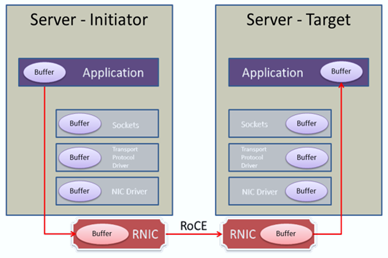 Server - Initiator
Buffer
Application
Buffer
Sockets
Buffer
Transport
Protocol
Driver
Buffer
NIC Driver
Buffer
RNIC
RoCE
Server - Target
Application
Buffer
Sockets
Buffer
Transport
Protocol
Driver
Buffer
NIC Driver
Buffer
RNIC
Buffer